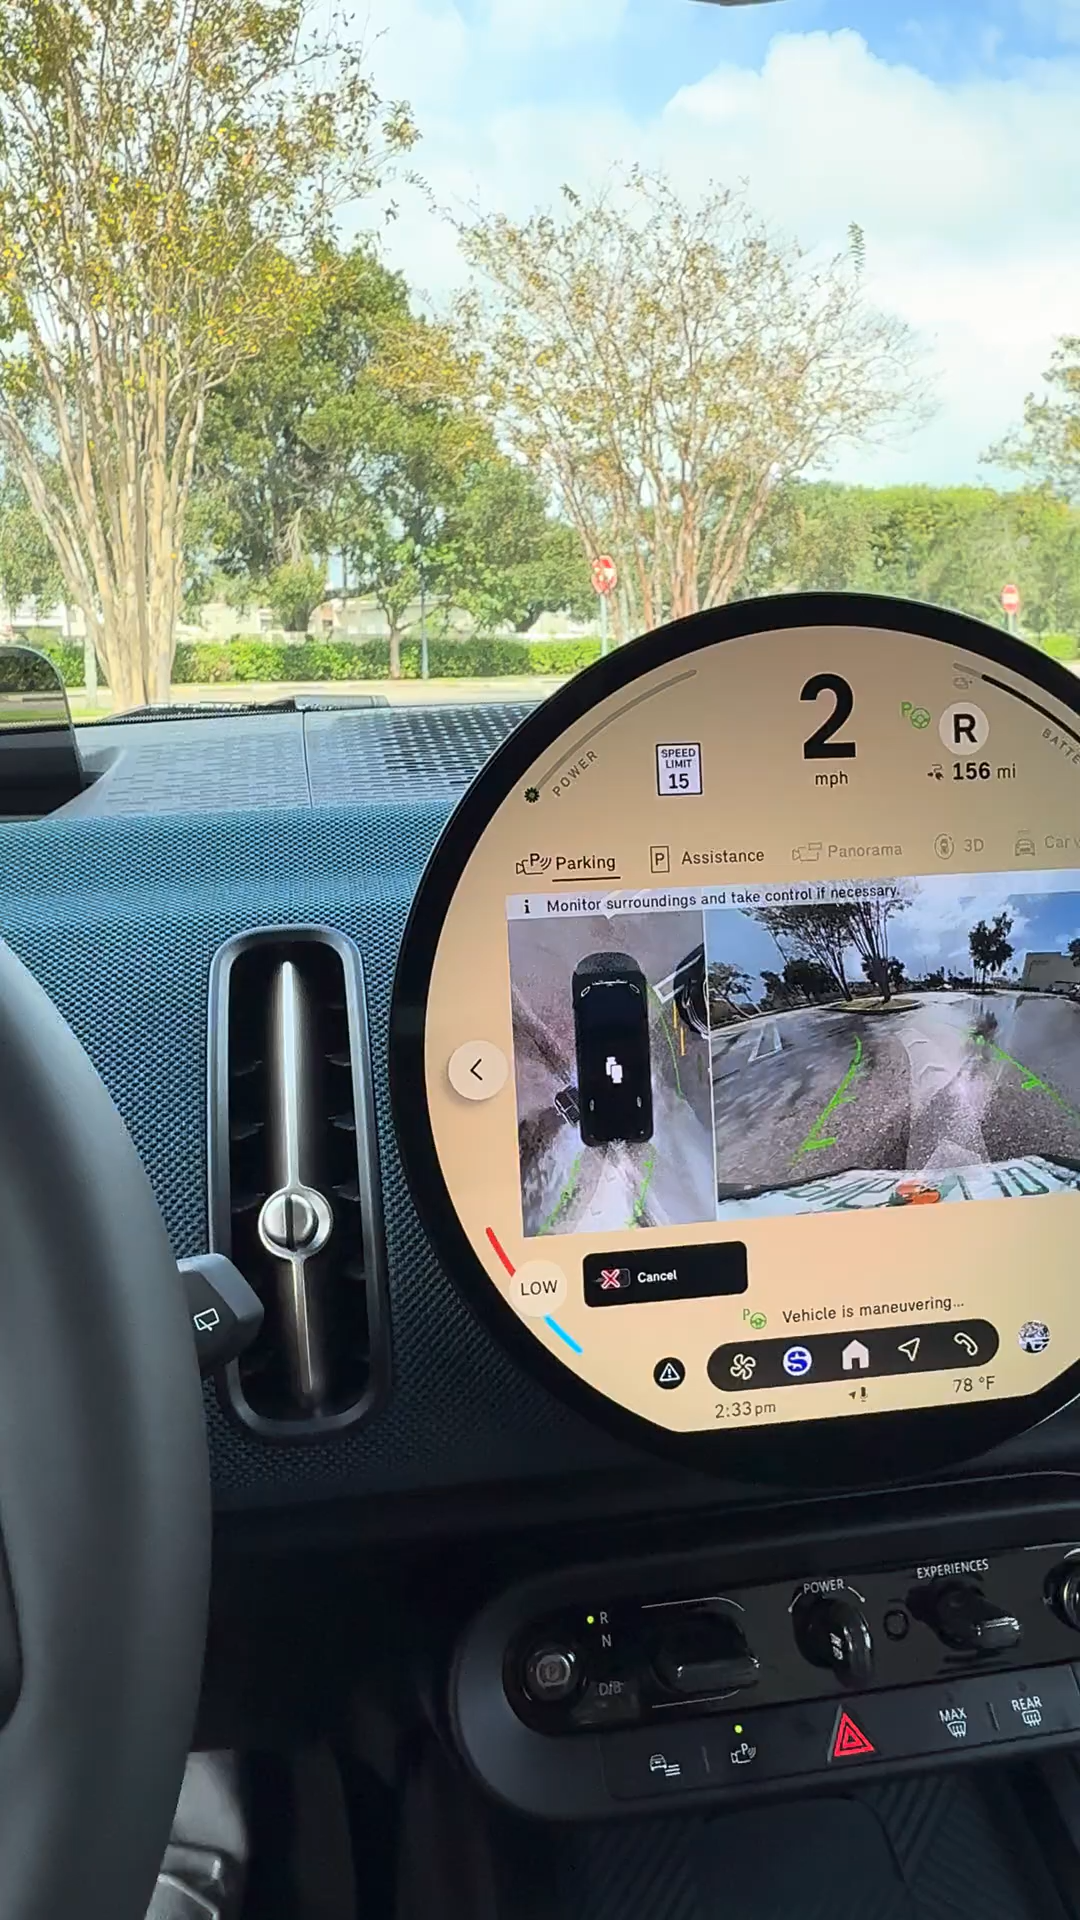 2
mph
SPEED
LIMIT
15
P
R
156 mi
POWER
P Parking
P Assistance
Panorama
3D
Car
i Monitor surroundings and take control if necessary.
LOW
Cancel
P Vehicle is maneuvering...
2:33 pm
78 °F
R
N
D/B
P
POWER
EXPERIENCES
P
MAX
REAR